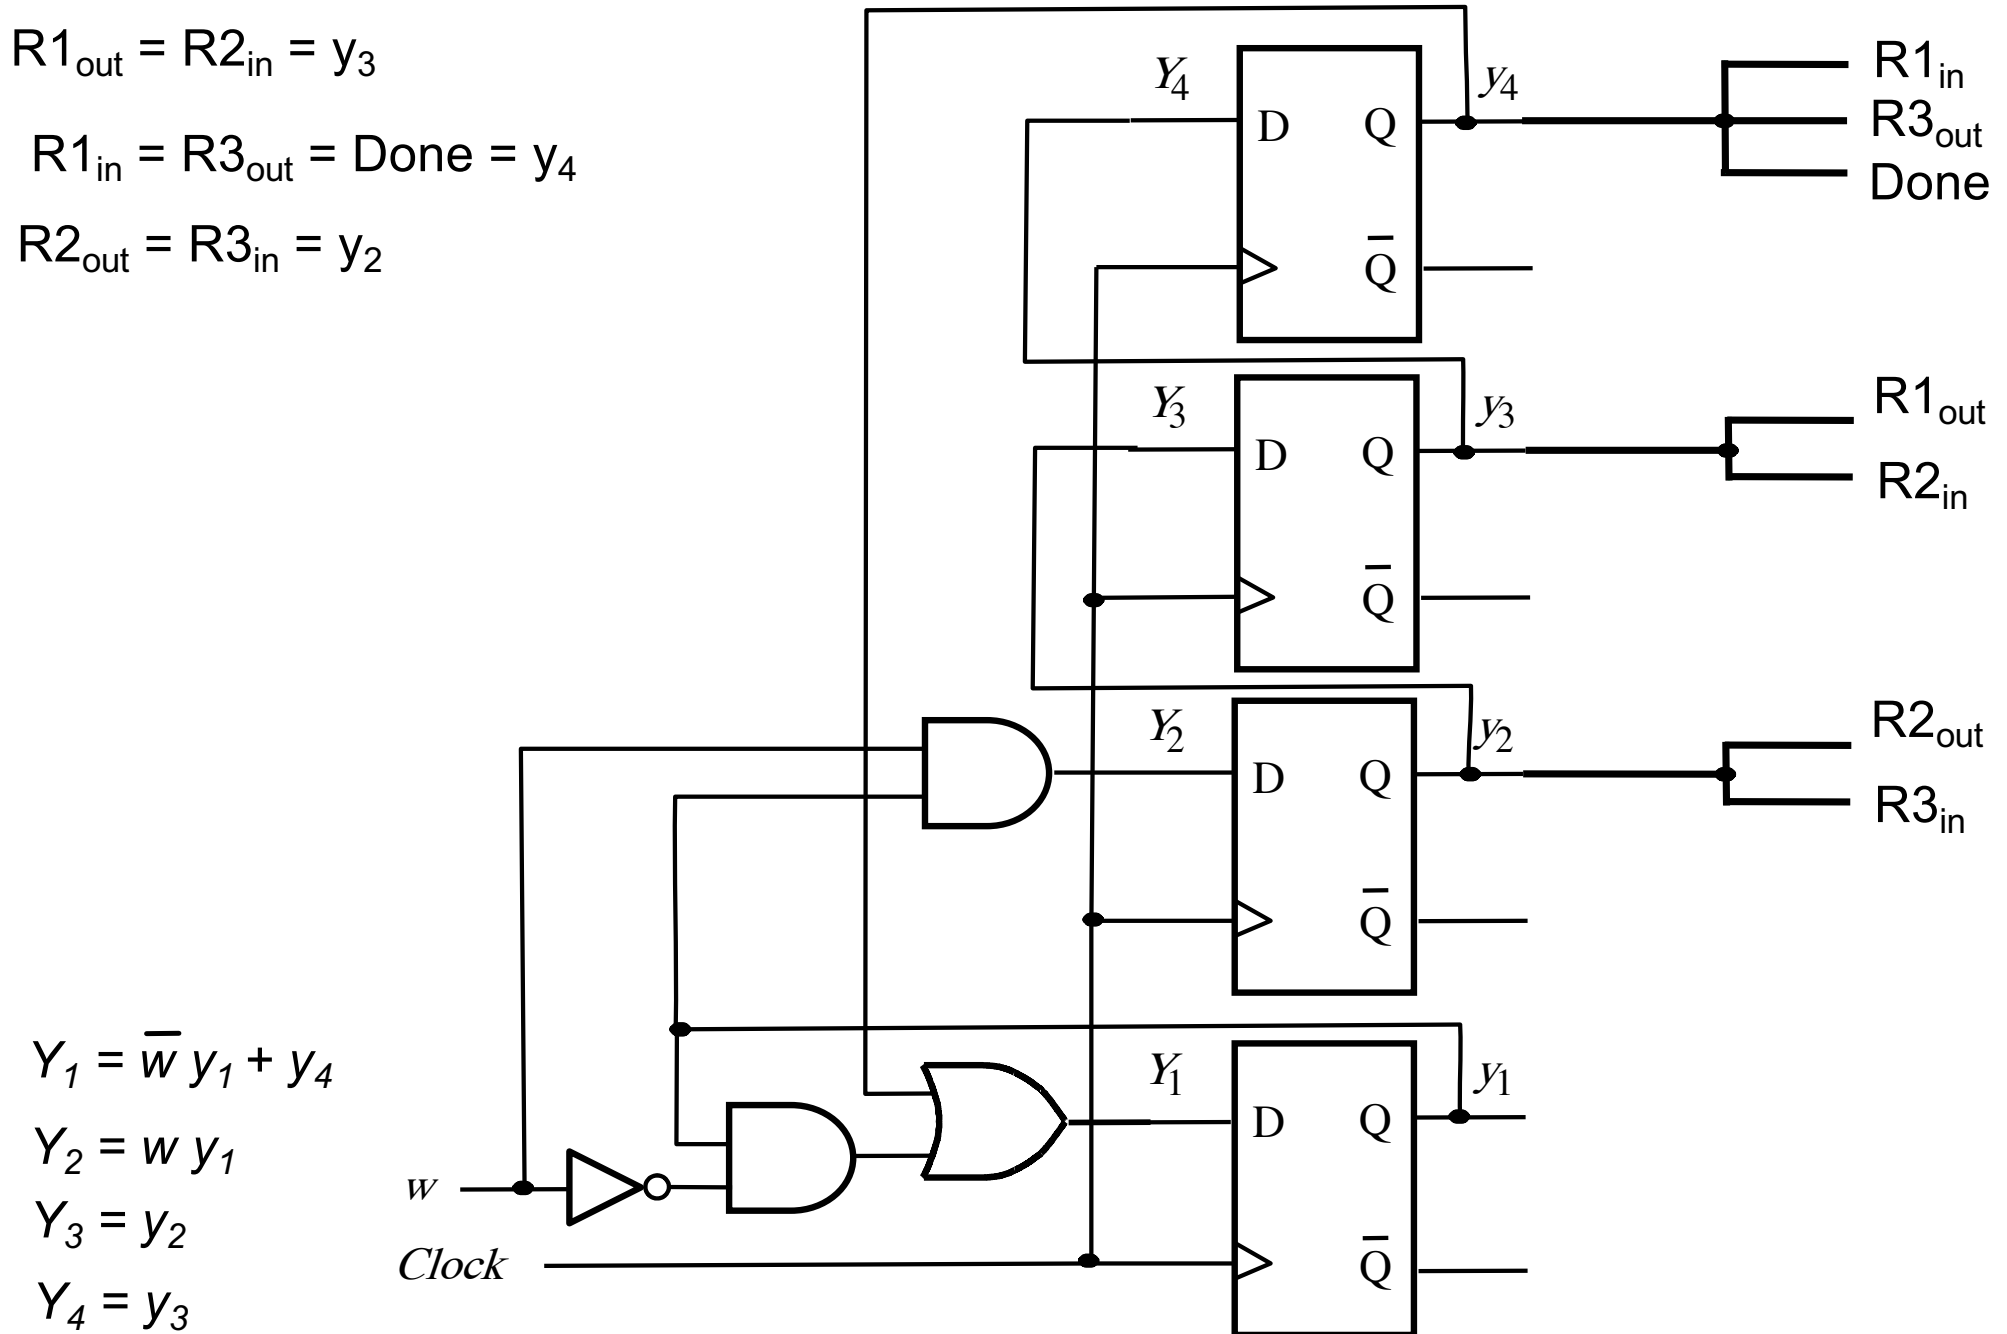 R1out = R2in = y3
R1in = R3out = Done = y4
R2out = R3in = y2
Y4
D Q
y4
Q̅
R1in
R3out
Done
Y3
D Q
y3
Q̅
R1out
R2in
Y2
D Q
y2
Q̅
R2out
R3in
Y1
D Q
y1
Q̅
w
Clock
Y1 = w̅ y1 + y4
Y2 = w y1
Y3 = y2
Y4 = y3